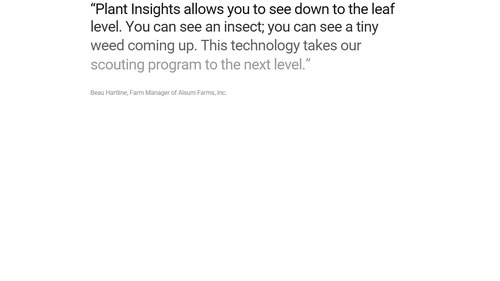 “Plant Insights allows you to see down to the leaf
level. You can see an insect; you can see a tiny
weed coming up. This technology takes our
scouting program to the next level.”
Beau Hartline, Farm Manager of Alsum Farms, Inc.